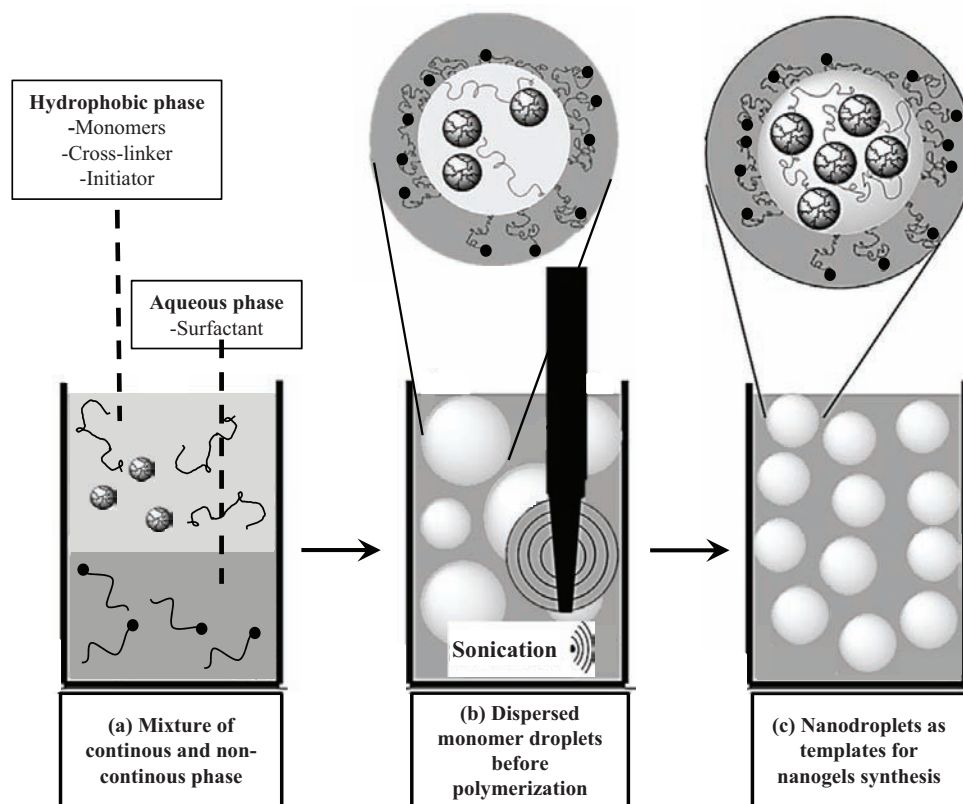 Hydrophobic phase
-Monomers
-Cross-linker
-Initiator
Aqueous phase
-Surfactant
Sonication
(a) Mixture of
continous and non-
continous phase
(b) Dispersed
monomer droplets
before
polymerization
(c) Nanodroplets as
templates for
nanogels synthesis